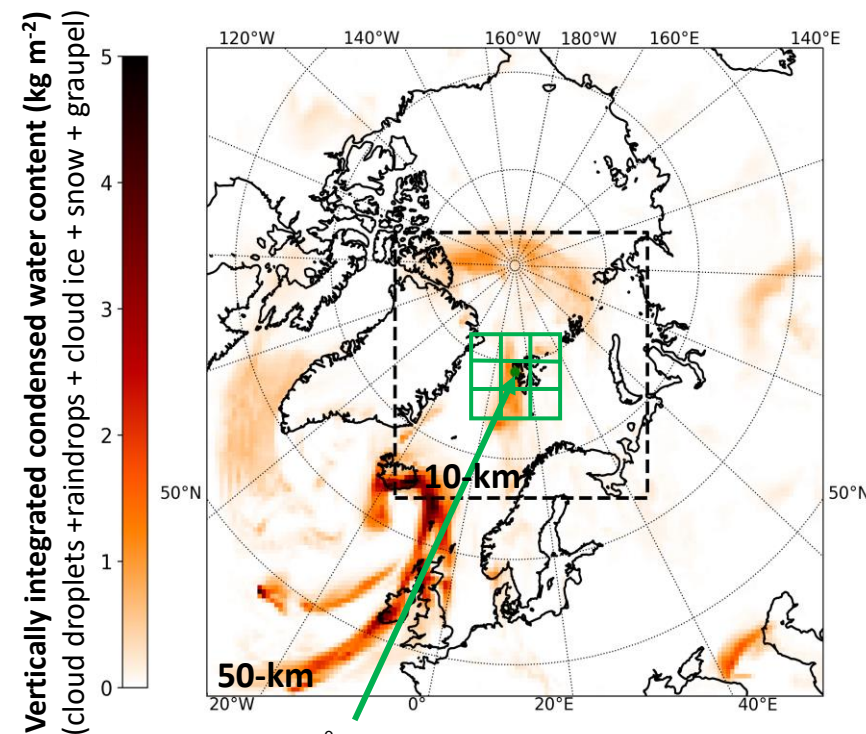 Vertically integrated condensed water content (kg m-2)
(cloud droplets +raindrops + cloud ice + snow + graupel)
5
4
3
2
1
0
120°W 140°W 160°W 180°W 160°E 140°E
50°N 50°N
10-km
50-km
20°W 0° 20°E 40°E